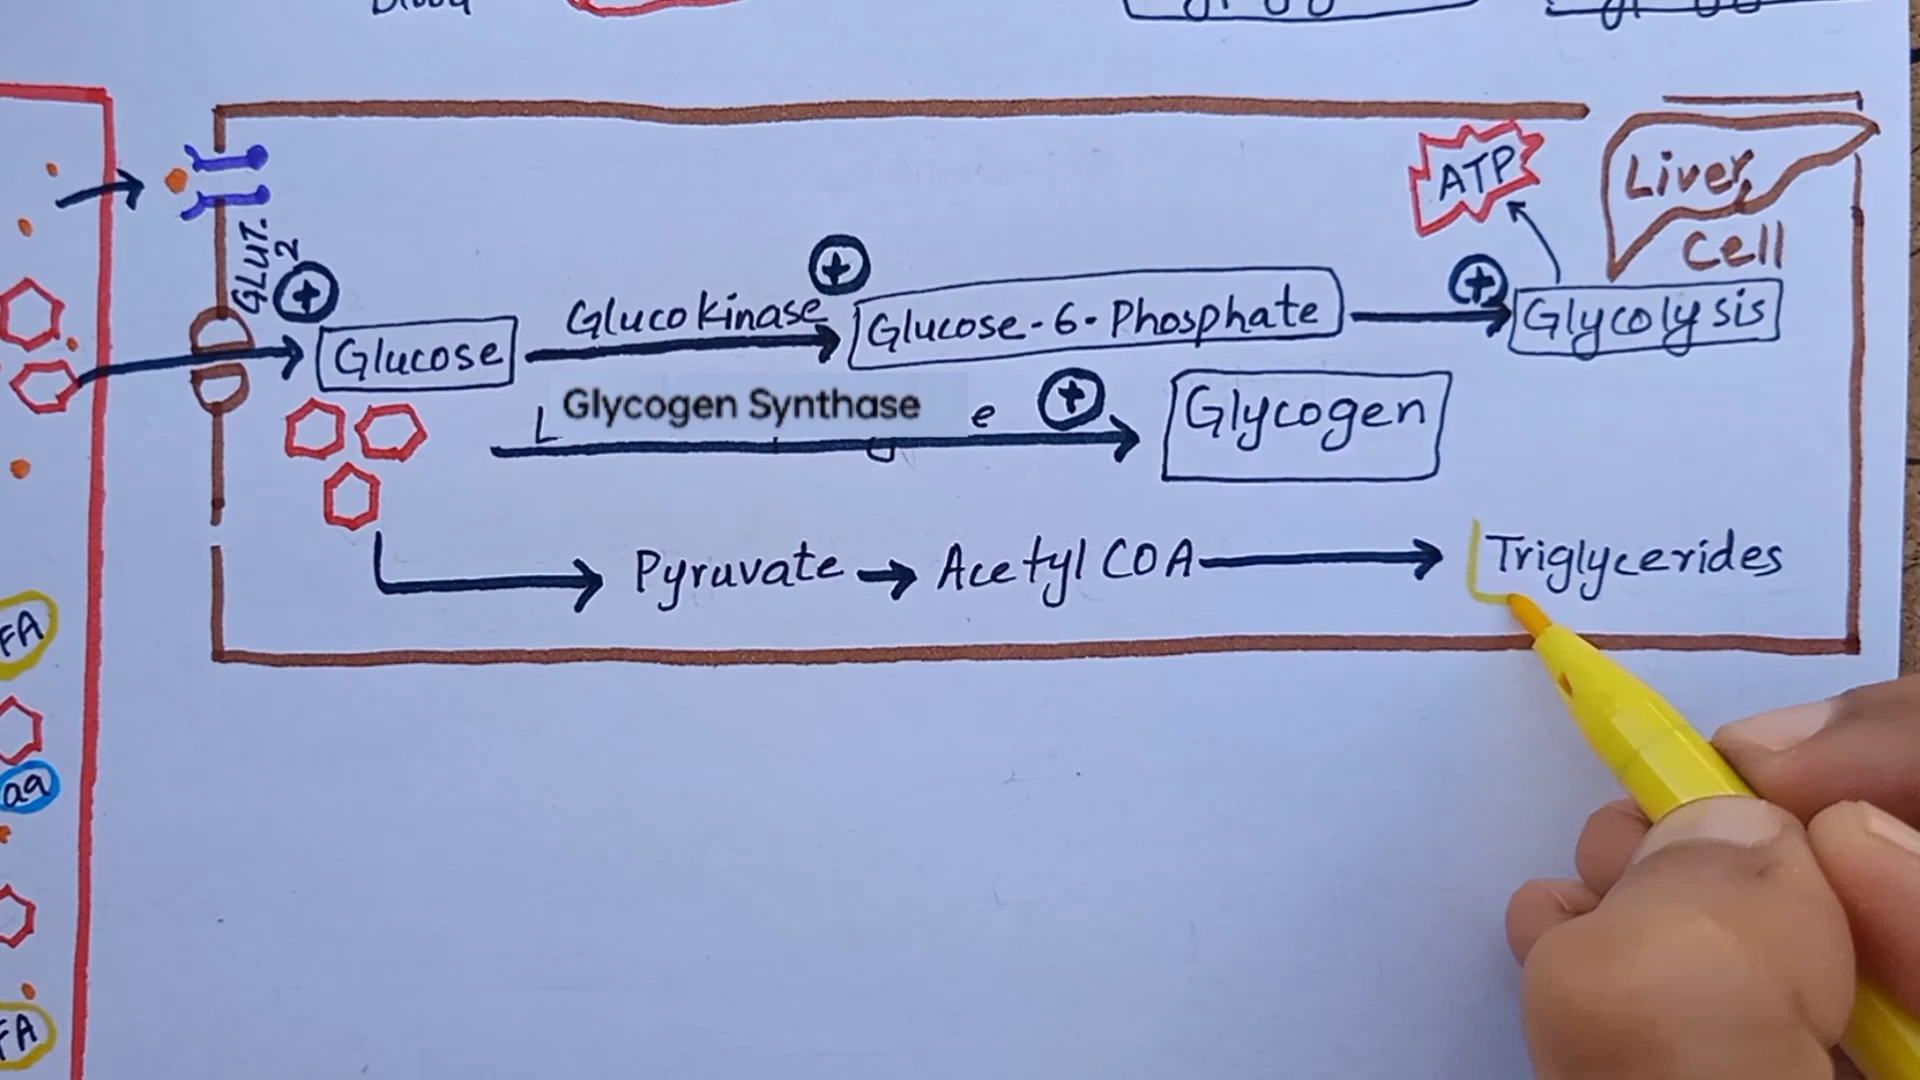 Blood
ATP
Liver
Cell
GLUT.
2
+
Glucose
Glucokinase
+
Glucose-6-Phosphate
+
Glycolysis
Glycogen Synthase
e
+
Glycogen
Pyruvate → Acetyl COA → Triglycerides
FA
aa
FA